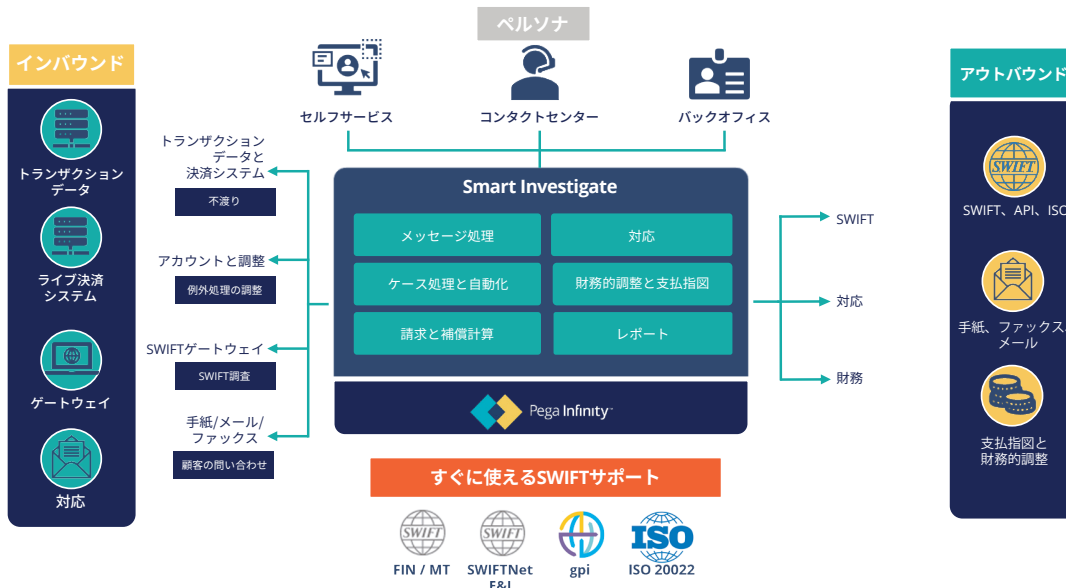 ペルソナ
インバウンド
トランザクション
データ
ライブ決済
システム
ゲートウェイ
対応
セルフサービス
コンタクトセンター
バックオフィス
トランザクション
データと
決済システム
不渡り
アカウントと調整
例外処理の調整
SWIFTゲートウェイ
SWIFT調査
手紙/メール/
ファックス
顧客の問い合わせ
Smart Investigate
メッセージ処理
対応
ケース処理と自動化
財務的調整と支払指図
請求と補償計算
レポート
Pega Infinity
SWIFT
対応
財務
アウトバウンド
SWIFT
SWIFT、API、ISO
手紙、ファックス、
メール
支払指図と
財務的調整
すぐに使えるSWIFTサポート
SWIFT
FIN / MT
SWIFT
SWIFTNet
E&I
gpi
ISO
ISO 20022